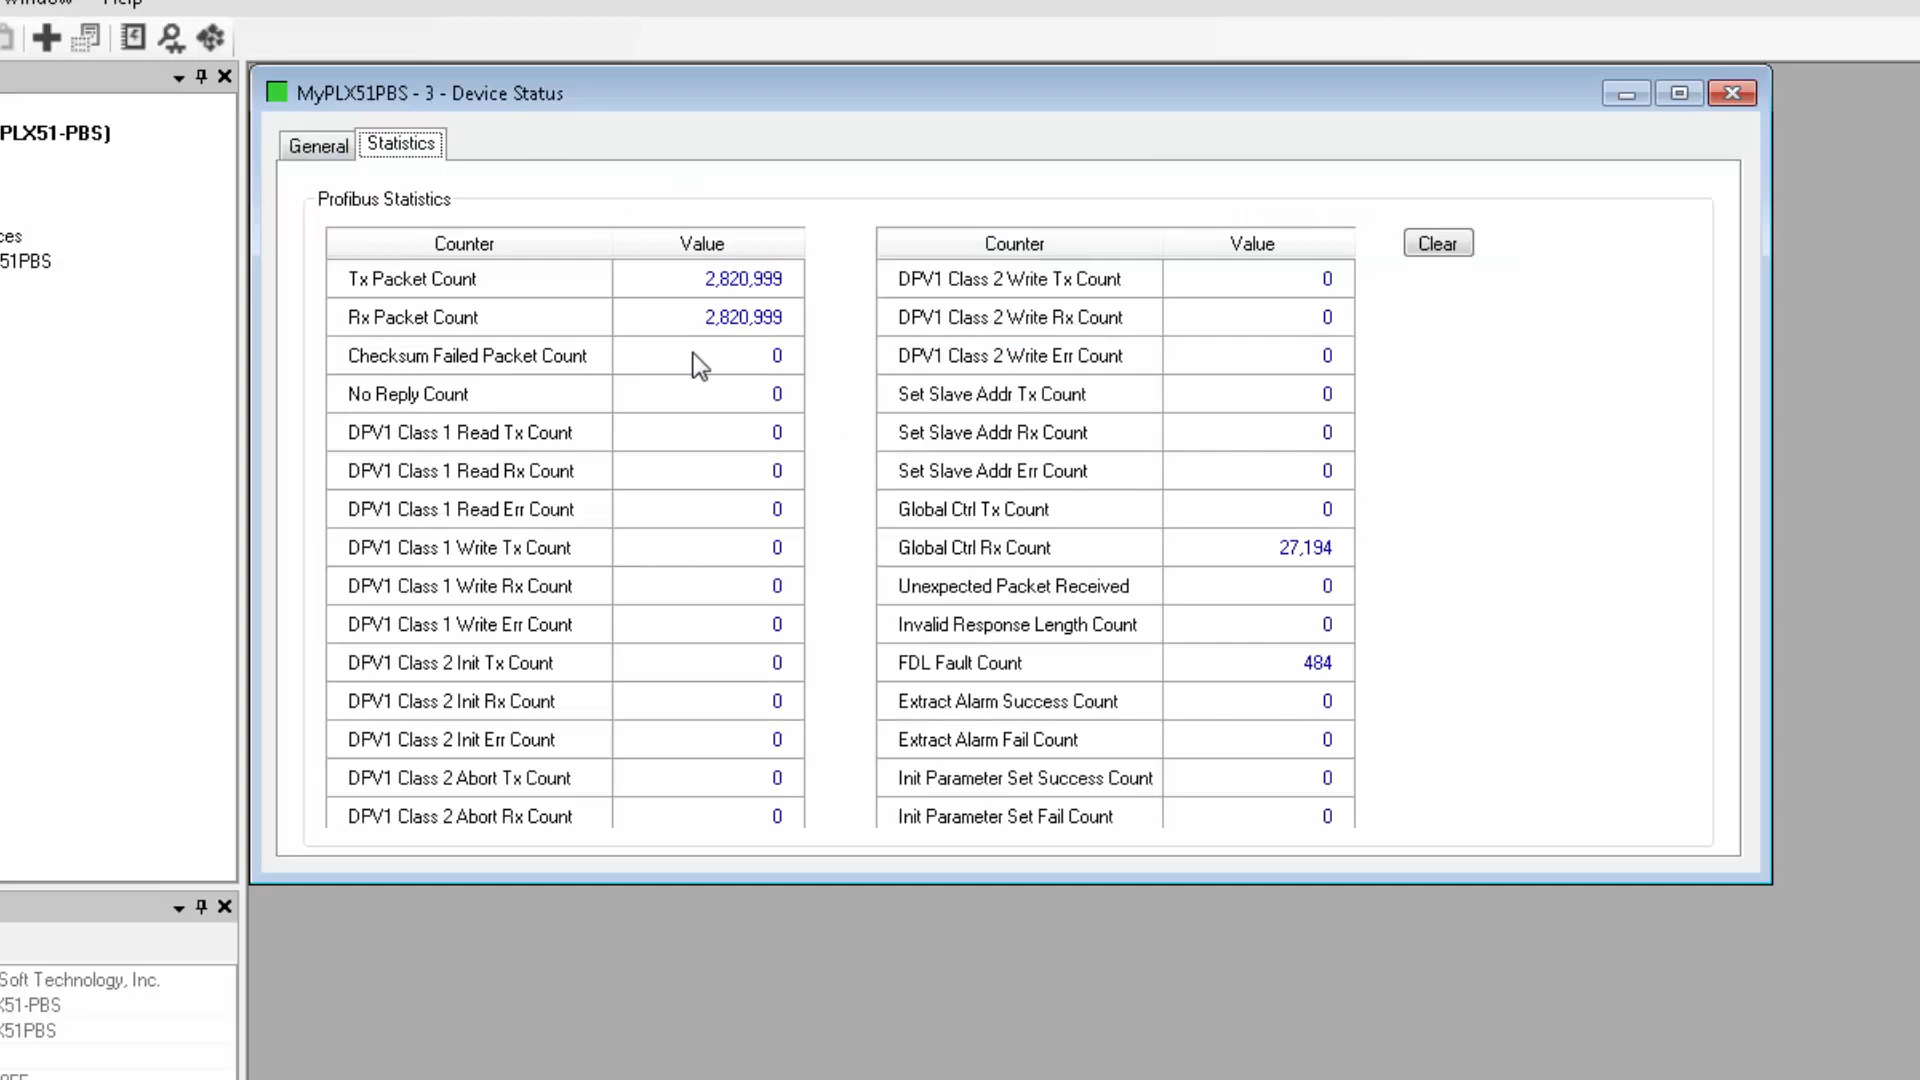 Help
PLX51-PBS)
ces
51PBS
MyPLX51PBS - 3 - Device Status
General
Statistics
Profibus Statistics
Counter Value
Tx Packet Count 2,820,999
Rx Packet Count 2,820,999
Checksum Failed Packet Count 0
No Reply Count 0
DPV1 Class 1 Read Tx Count 0
DPV1 Class 1 Read Rx Count 0
DPV1 Class 1 Read Err Count 0
DPV1 Class 1 Write Tx Count 0
DPV1 Class 1 Write Rx Count 0
DPV1 Class 1 Write Err Count 0
DPV1 Class 2 Init Tx Count 0
DPV1 Class 2 Init Rx Count 0
DPV1 Class 2 Init Err Count 0
DPV1 Class 2 Abort Tx Count 0
DPV1 Class 2 Abort Rx Count 0
Counter Value
DPV1 Class 2 Write Tx Count 0
DPV1 Class 2 Write Rx Count 0
DPV1 Class 2 Write Err Count 0
Set Slave Addr Tx Count 0
Set Slave Addr Rx Count 0
Set Slave Addr Err Count 0
Global Ctrl Tx Count 0
Global Ctrl Rx Count 27,194
Unexpected Packet Received 0
Invalid Response Length Count 0
FDL Fault Count 484
Extract Alarm Success Count 0
Extract Alarm Fail Count 0
Init Parameter Set Success Count 0
Init Parameter Set Fail Count 0
Clear
Soft Technology, Inc.
X51-PBS
X51PBS